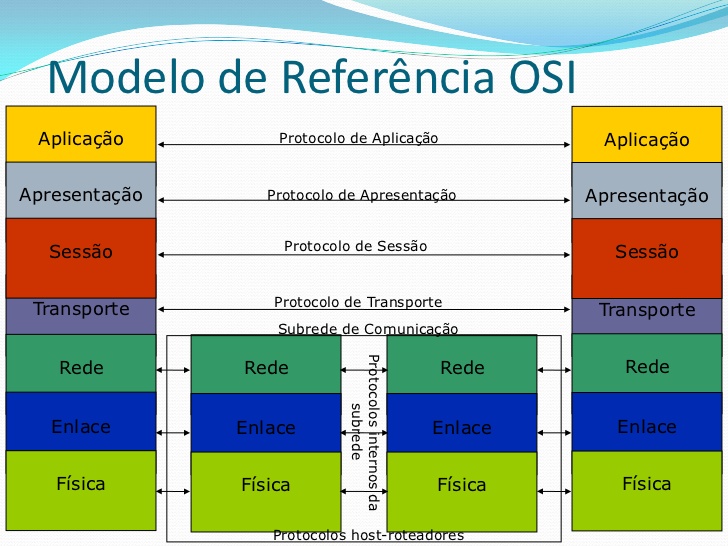 Modelo de Referência OSI
Aplicação
Protocolo de Aplicação
Aplicação
Apresentação
Protocolo de Apresentação
Apresentação
Sessão
Protocolo de Sessão
Sessão
Transporte
Protocolo de Transporte
Transporte
Subrede de Comunicação
Rede
Rede
Rede
Rede
Protocolos internos da
subrede
Enlace
Enlace
Enlace
Enlace
Física
Física
Física
Física
Protocolos host-roteadores